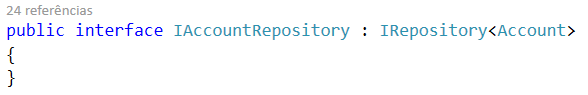 24 referências
public interface IAccountRepository : IRepository<Account>
{
}